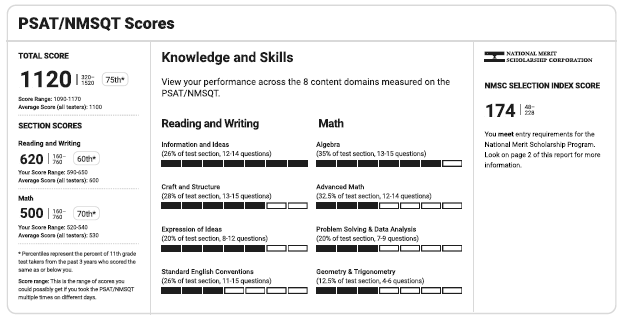 PSAT/NMSQT Scores
TOTAL SCORE
1120 320–1520 75th*
Score Range: 1090-1170
Average Score (all testers): 1100
SECTION SCORES
Reading and Writing
620 160–760 60th*
Your Score Range: 590-650
Average Score (all testers): 600
Math
500 160–760 70th*
Your Score Range: 520-540
Average Score (all testers): 530
* Percentiles represent the percent of 11th grade
test takers from the past 3 years who scored the
same as or below you.
Score range: This is the range of scores you
could possibly get if you took the PSAT/NMSQT
multiple times on different days.
Knowledge and Skills
View your performance across the 8 content domains measured on the
PSAT/NMSQT.
Reading and Writing
Information and Ideas
(26% of test section, 12-14 questions)
Craft and Structure
(28% of test section, 13-15 questions)
Expression of Ideas
(20% of test section, 8-12 questions)
Standard English Conventions
(26% of test section, 11-15 questions)
Math
Algebra
(35% of test section, 13-15 questions)
Advanced Math
(32.5% of test section, 12-14 questions)
Problem Solving & Data Analysis
(20% of test section, 7-9 questions)
Geometry & Trigonometry
(12.5% of test section, 4-6 questions)
NATIONAL MERIT
SCHOLARSHIP CORPORATION
NMSC SELECTION INDEX SCORE
174 48–228
You meet entry requirements for the
National Merit Scholarship Program.
Look on page 2 of this report for more
information.